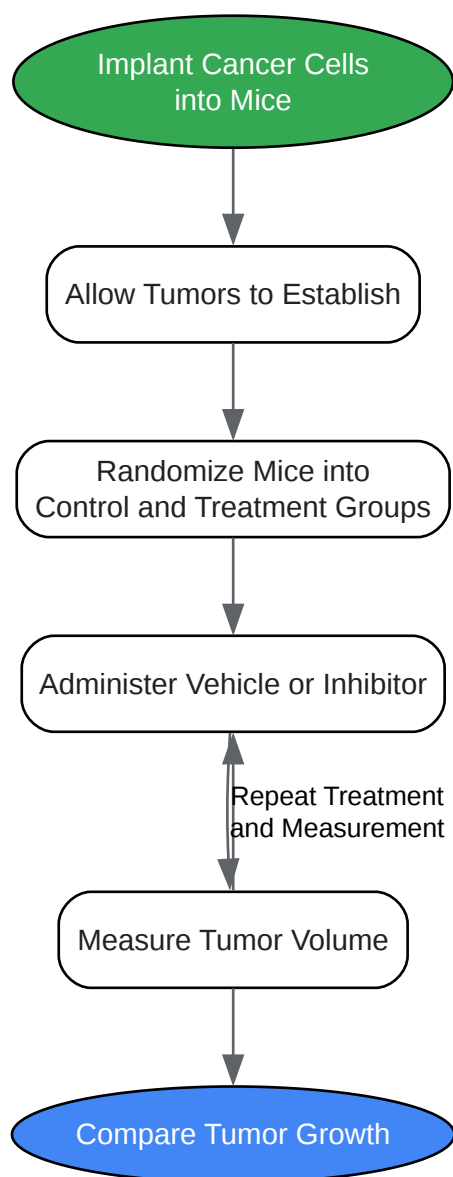 Implant Cancer Cells
into Mice
Allow Tumors to Establish
Randomize Mice into
Control and Treatment Groups
Administer Vehicle or Inhibitor
Repeat Treatment
and Measurement
Measure Tumor Volume
Compare Tumor Growth